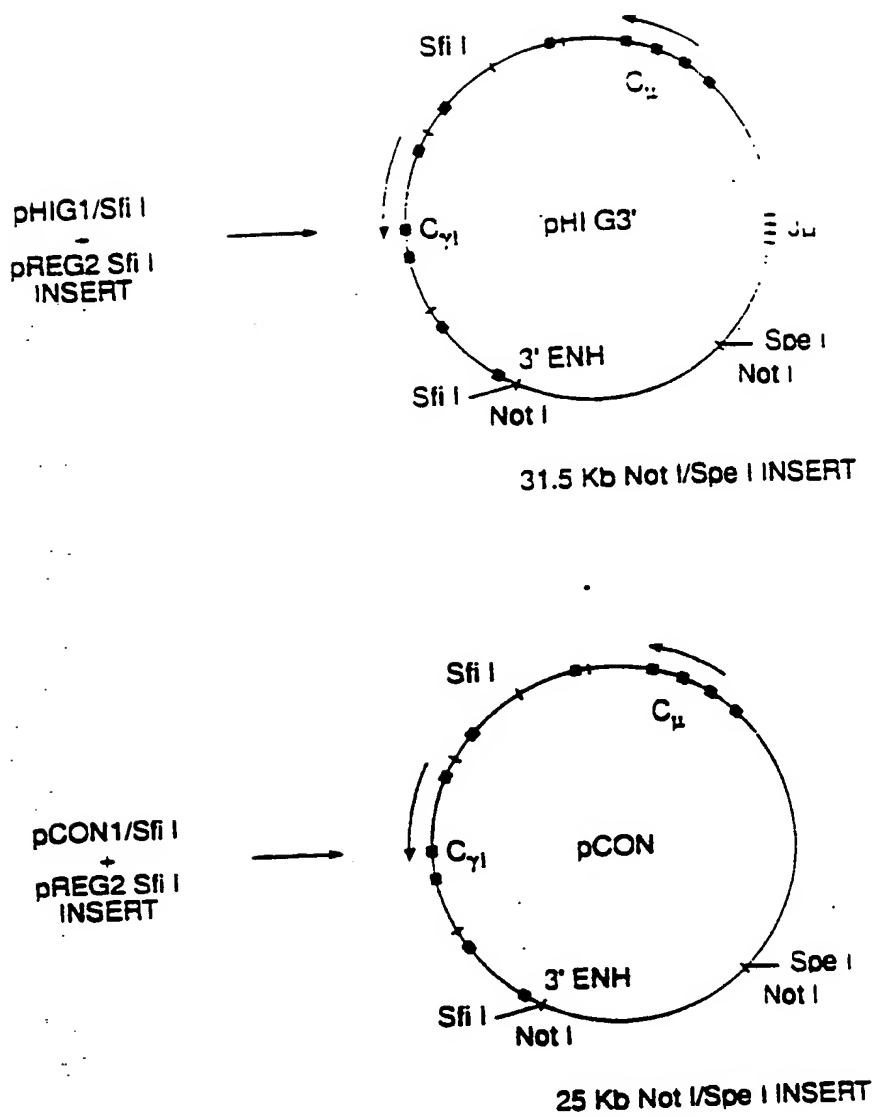 Sfi I
Cμ
pHIG1/Sfi I
+
pREG2 Sfi I
INSERT
CγI
pHI G3'
3' ENH
Spe I
Not I
Sfi I
Not I
31.5 Kb Not I/Spe I INSERT
Sfi I
Cμ
pCON1/Sfi I
+
pREG2 Sfi I
INSERT
CγI
pCON
3' ENH
Spe I
Not I
Sfi I
Not I
25 Kb Not I/Spe I INSERT